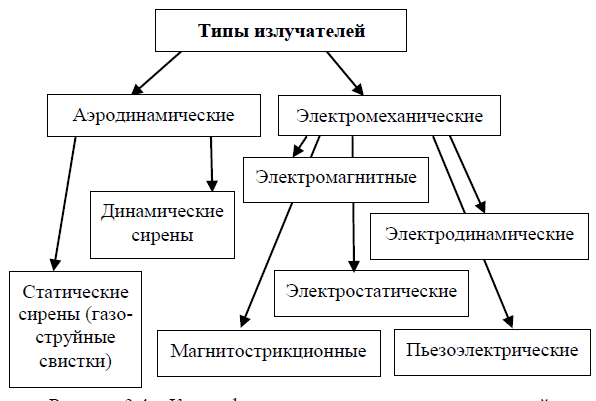 Типы излучателей
Аэродинамические
Электромеханические
Электромагнитные
Динамические
сирены
Электродинамические
Статические
сирены (газо-
струйные
свистки)
Электростатические
Магнитострикционные
Пьезоэлектрические